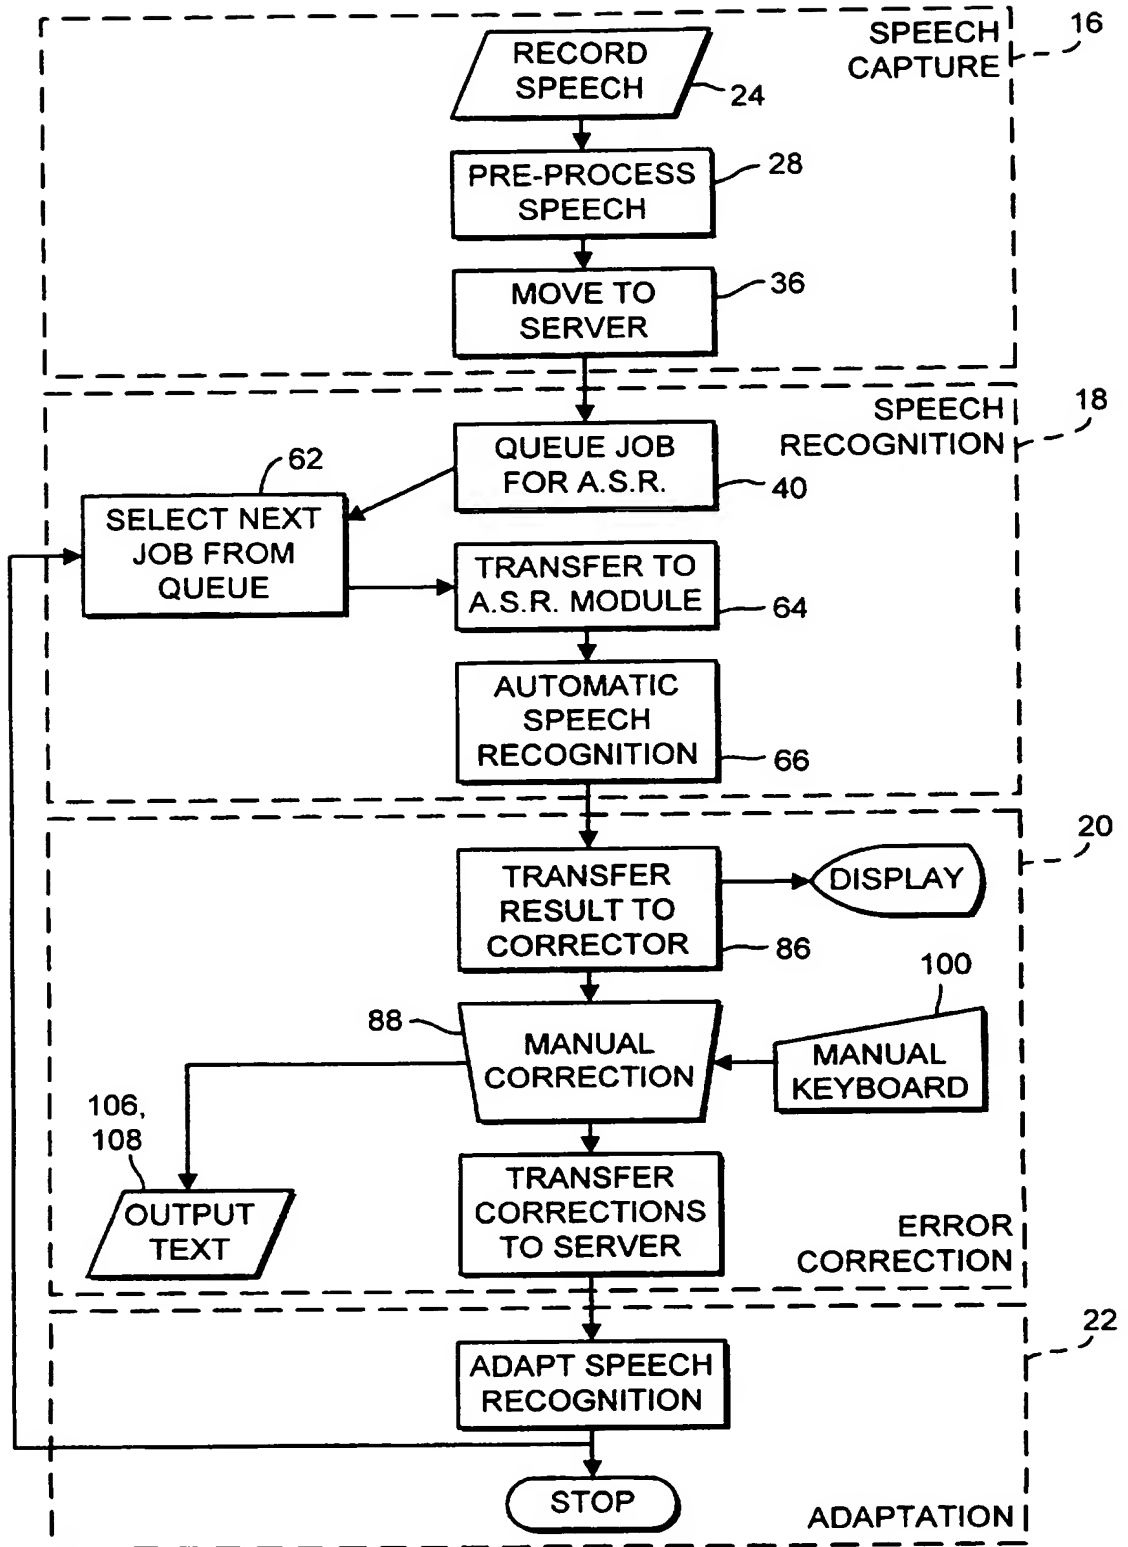 SPEECH
CAPTURE
16
RECORD
SPEECH
24
PRE-PROCESS
SPEECH
28
MOVE TO
SERVER
36
SPEECH
RECOGNITION
18
QUEUE JOB
FOR A.S.R.
40
62
SELECT NEXT
JOB FROM
QUEUE
TRANSFER TO
A.S.R. MODULE
64
AUTOMATIC
SPEECH
RECOGNITION
66
20
TRANSFER
RESULT TO
CORRECTOR
86
DISPLAY
100
88
MANUAL
CORRECTION
MANUAL
KEYBOARD
106,
108
OUTPUT
TEXT
TRANSFER
CORRECTIONS
TO SERVER
ERROR
CORRECTION
22
ADAPT SPEECH
RECOGNITION
STOP
ADAPTATION